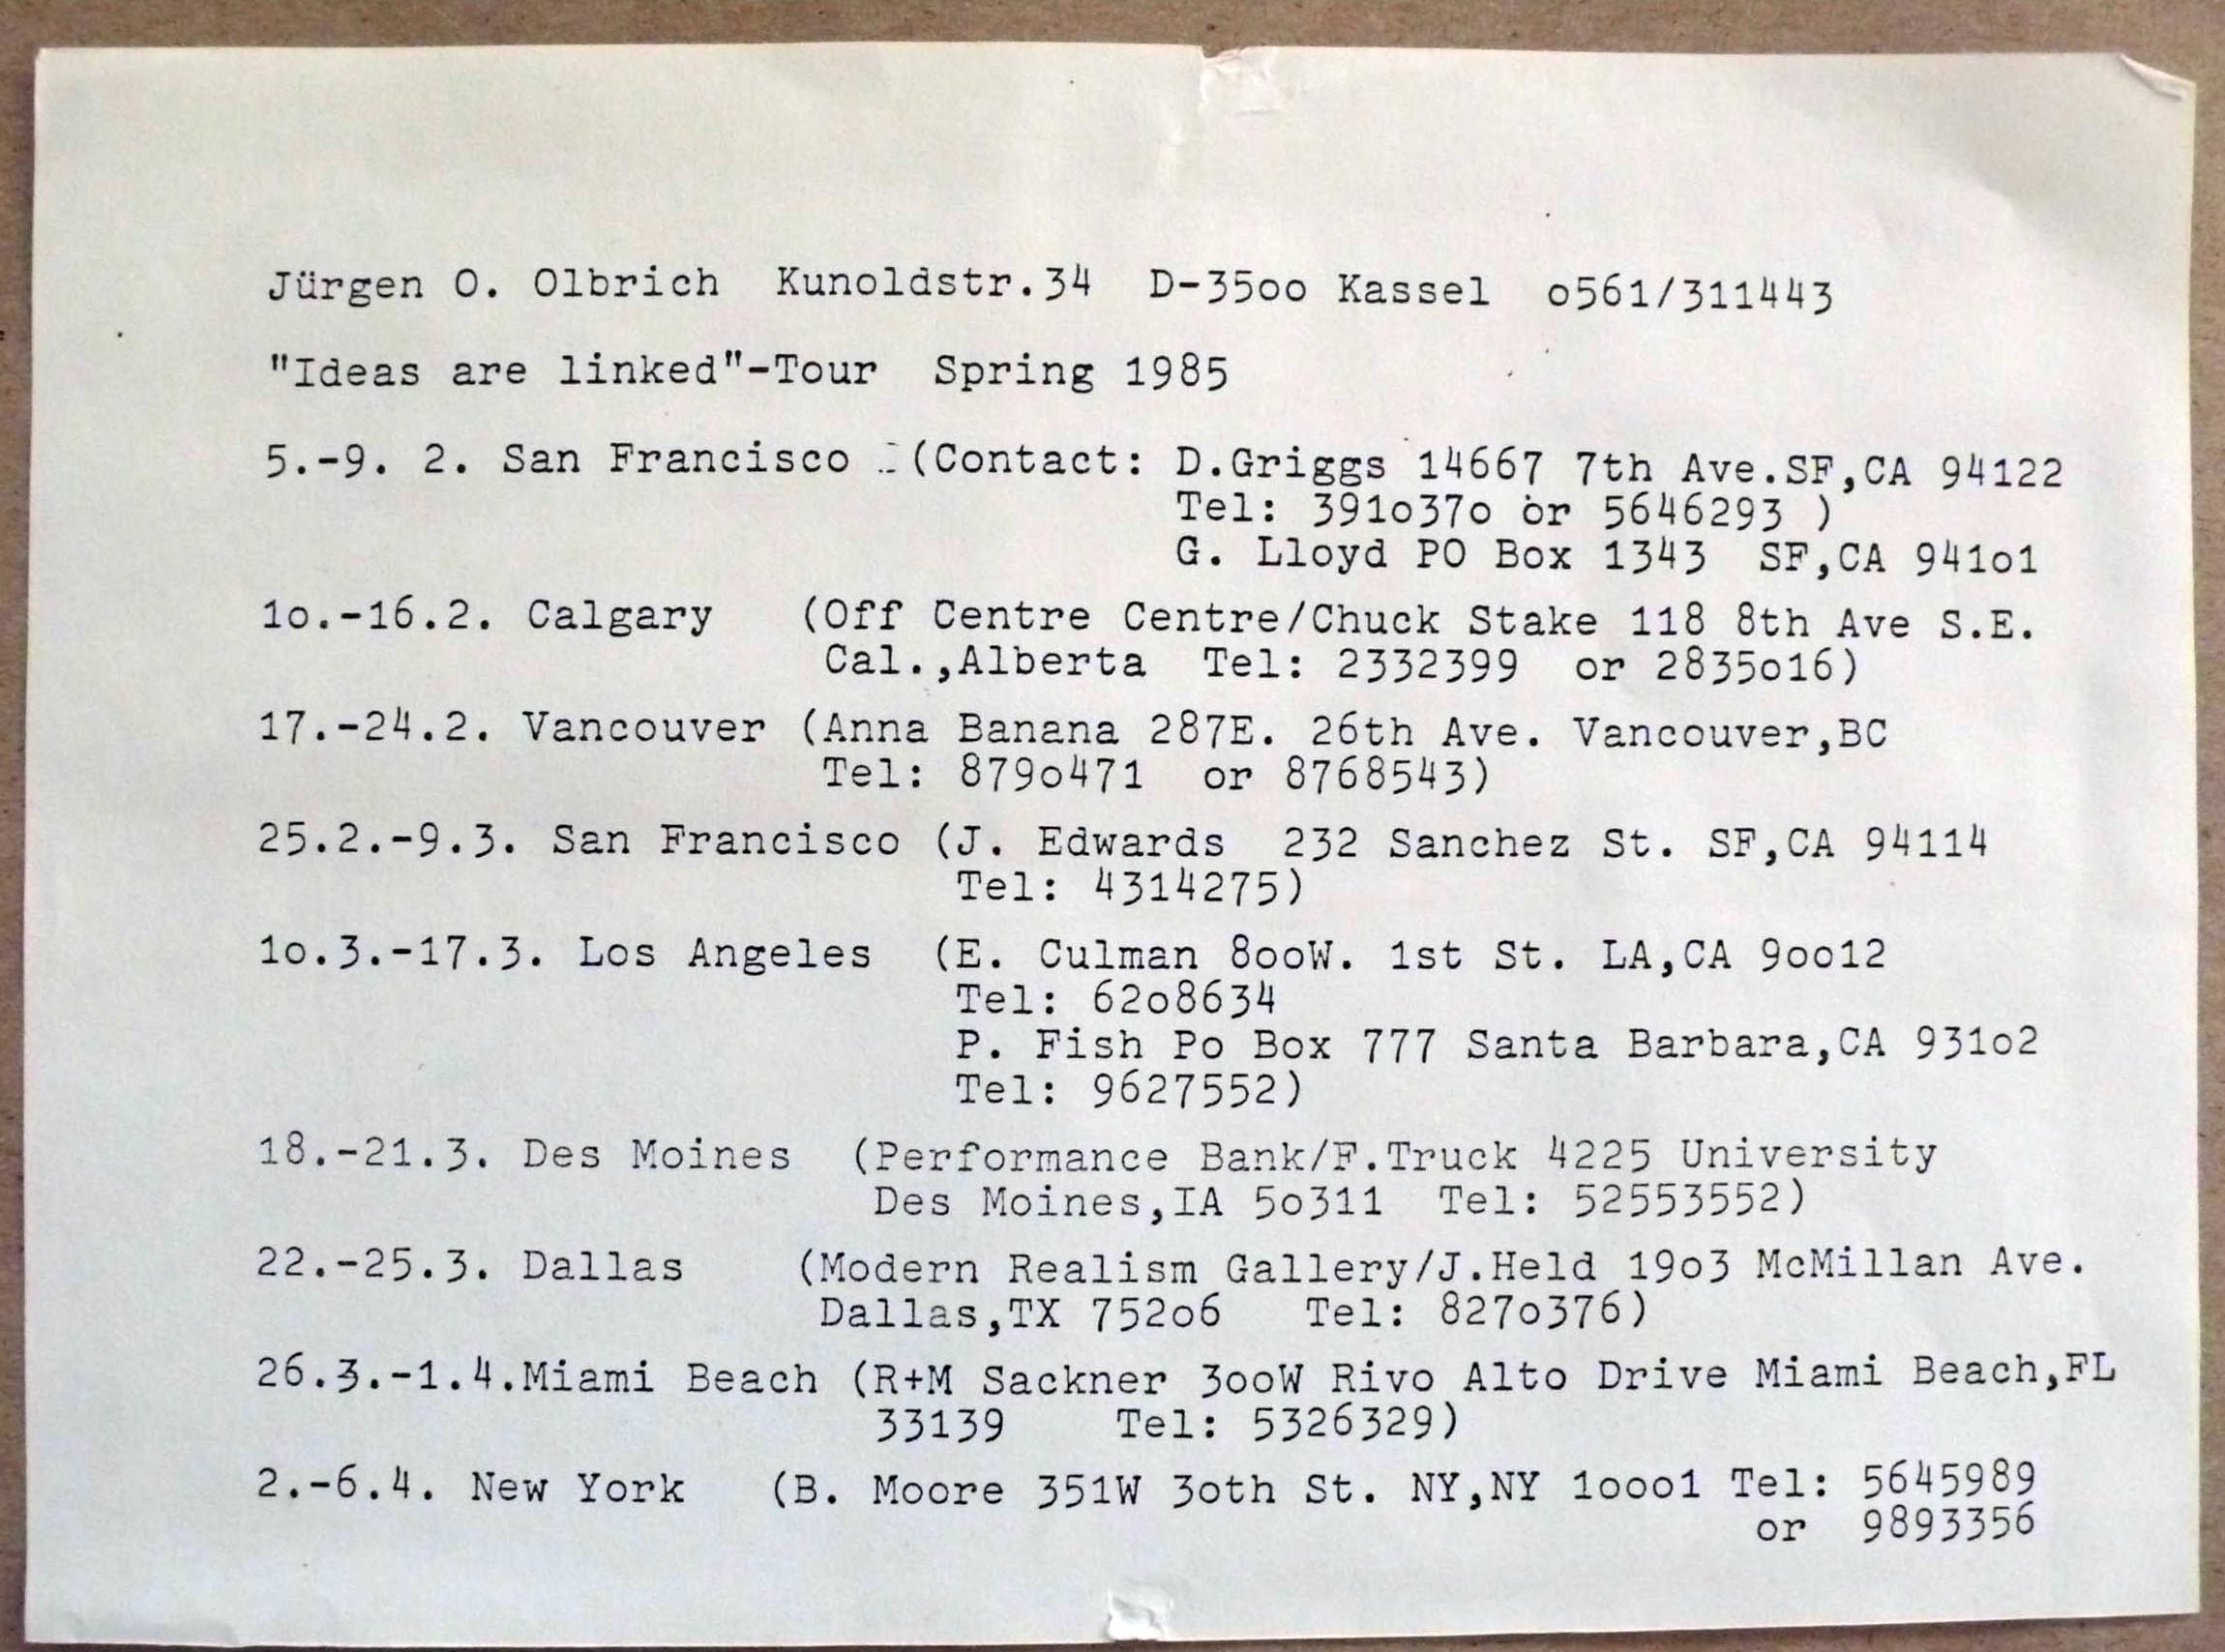 Jürgen O. Olbrich Kunoldstr.34 D-35oo Kassel o561/311443
"Ideas are linked"-Tour Spring 1985
5.-9. 2. San Francisco (Contact: D.Griggs 14667 7th Ave.SF,CA 94122
Tel: 391o37o or 5646293 )
G. Lloyd PO Box 1343 SF,CA 941o1
1o.-16.2. Calgary (Off Centre Centre/Chuck Stake 118 8th Ave S.E.
Cal.,Alberta Tel: 2332399 or 2835o16)
17.-24.2. Vancouver (Anna Banana 287E. 26th Ave. Vancouver,BC
Tel: 879o471 or 8768543)
25.2.-9.3. San Francisco (J. Edwards 232 Sanchez St. SF,CA 94114
Tel: 4314275)
1o.3.-17.3. Los Angeles (E. Culman 8ooW. 1st St. LA,CA 9oo12
Tel: 62o8634
P. Fish Po Box 777 Santa Barbara,CA 931o2
Tel: 9627552)
18.-21.3. Des Moines (Performance Bank/F.Truck 4225 University
Des Moines,IA 5o311 Tel: 52553552)
22.-25.3. Dallas (Modern Realism Gallery/J.Held 19o3 McMillan Ave.
Dallas,TX 752o6 Tel: 827o376)
26.3.-1.4.Miami Beach (R+M Sackner 3ooW Rivo Alto Drive Miami Beach,FL
33139 Tel: 5326329)
2.-6.4. New York (B. Moore 351W 3oth St. NY,NY 1ooo1 Tel: 5645989
or 9893356